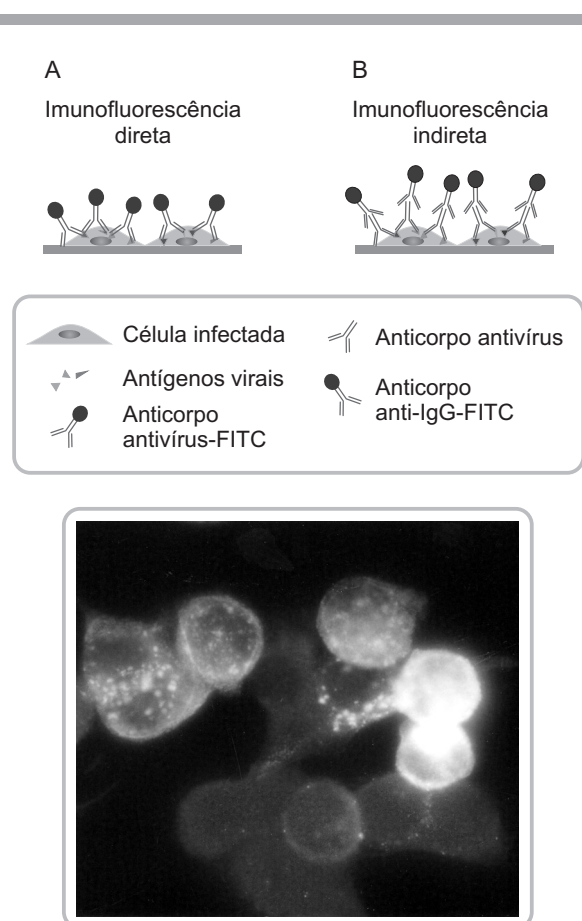 A
Imunofluorescência
direta
B
Imunofluorescência
indireta
Célula infectada
Antígenos virais
Anticorpo
antivírus-FITC
Anticorpo antivírus
Anticorpo
anti-IgG-FITC